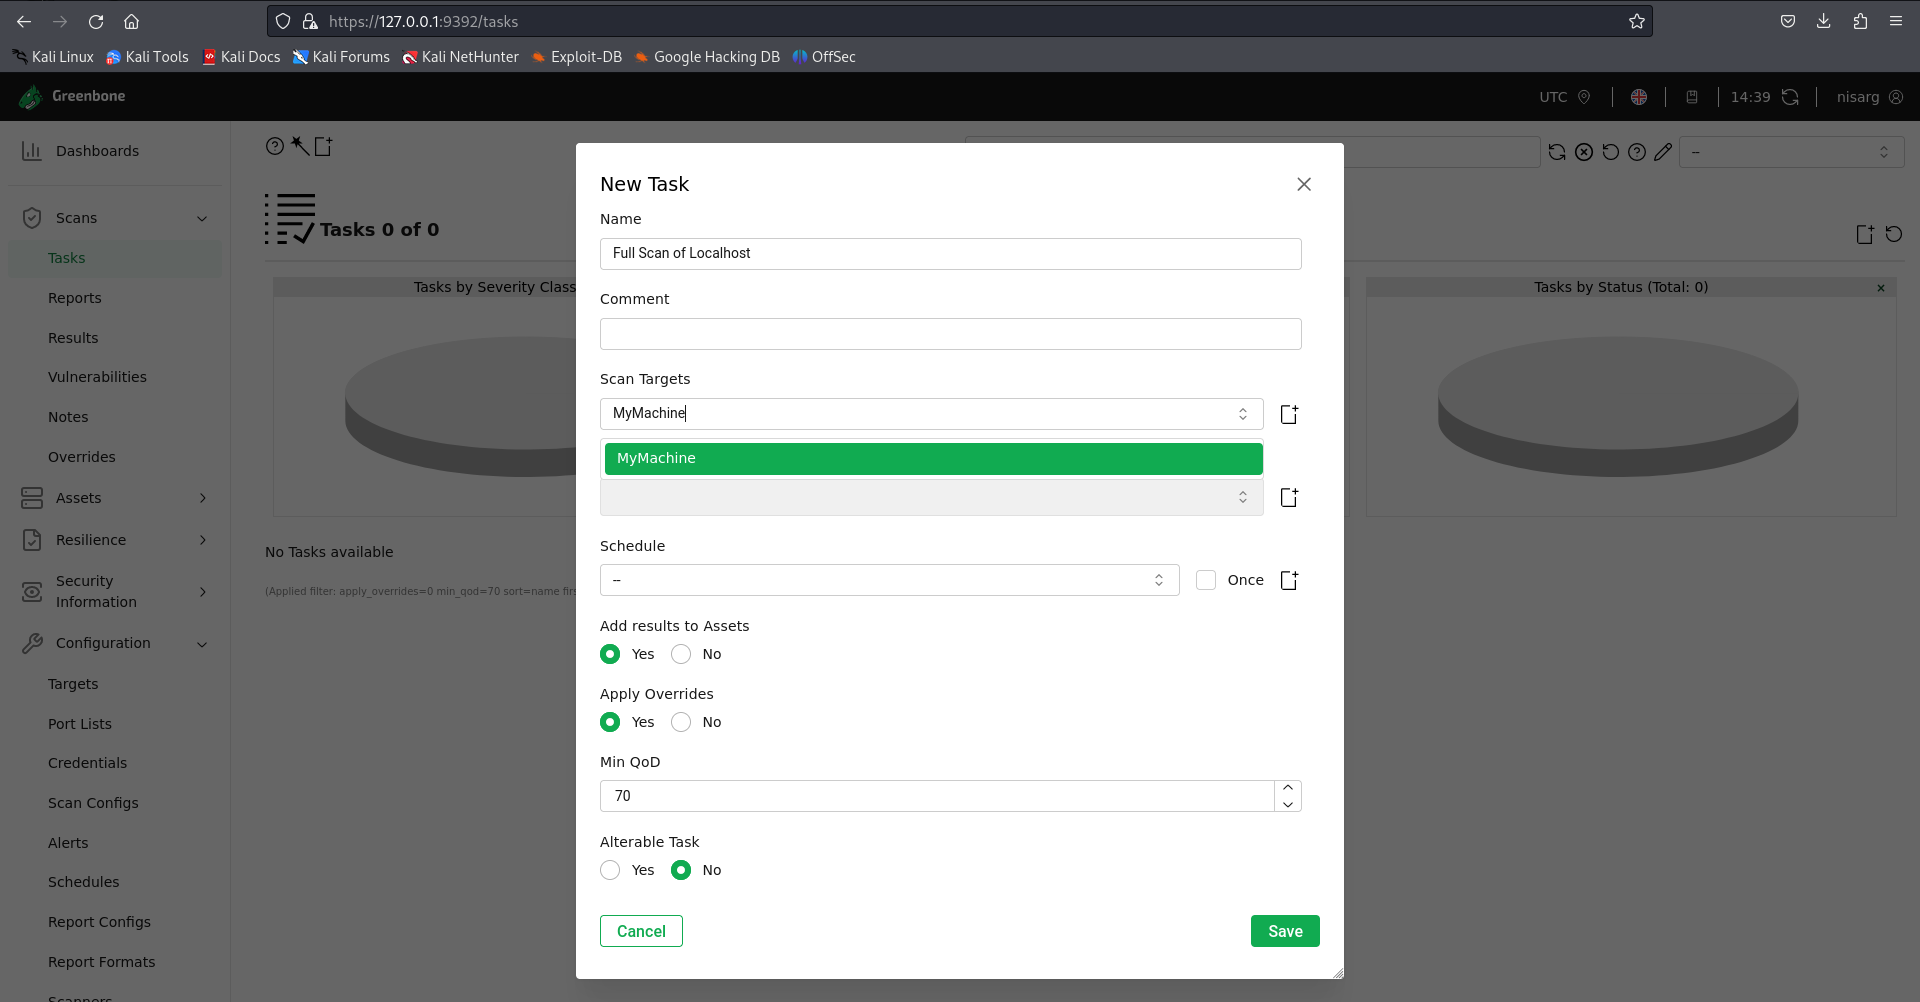 https://127.0.0.1:9392/tasks
Kali Linux Kali Tools Kali Docs Kali Forums Kali NetHunter Exploit-DB Google Hacking DB OffSec
Greenbone
UTC 14:39 nisarg
Dashboards
Scans
Tasks
Reports
Results
Vulnerabilities
Notes
Overrides
Assets
Resilience
Security
Information
Configuration
Targets
Port Lists
Credentials
Scan Configs
Alerts
Schedules
Report Configs
Report Formats
Scanners
--
Tasks 0 of 0
Tasks by Severity Class
Tasks by Status (Total: 0) ×
No Tasks available
(Applied filter: apply_overrides=0 min_qod=70 sort=name
New Task
Name
Full Scan of Localhost
Comment
Scan Targets
MyMachine
MyMachine
Schedule
--
Once
Add results to Assets
Yes No
Apply Overrides
Yes No
Min QoD
70
Alterable Task
Yes No
Cancel Save